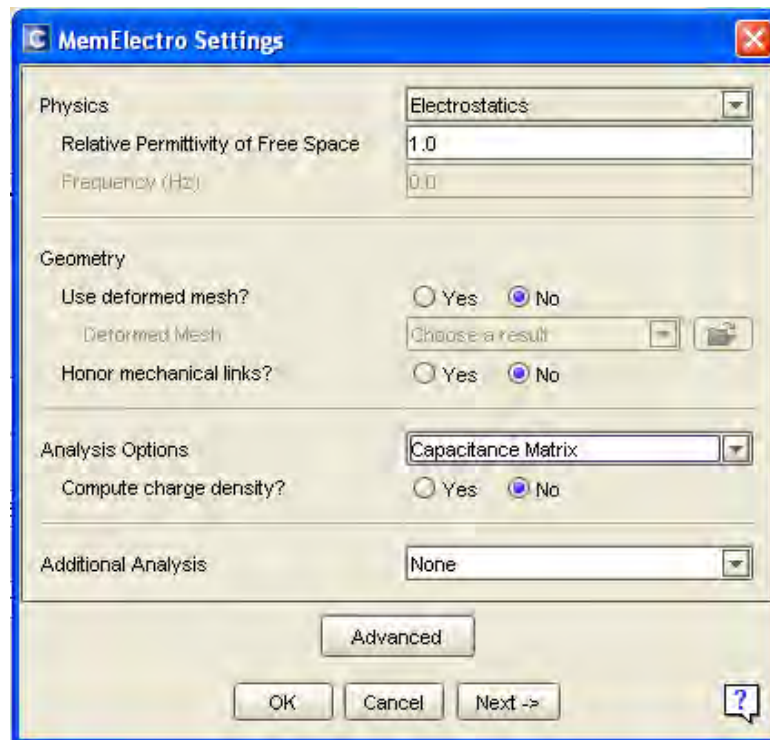 C MemElectro Settings
Physics Electrostatics
Relative Permittivity of Free Space 1.0
Frequency (Hz) 0.0
Geometry
Use deformed mesh? Yes No
Deformed Mesh Choose a result
Honor mechanical links? Yes No
Analysis Options Capacitance Matrix
Compute charge density? Yes No
Additional Analysis None
Advanced
OK Cancel Next ->
?